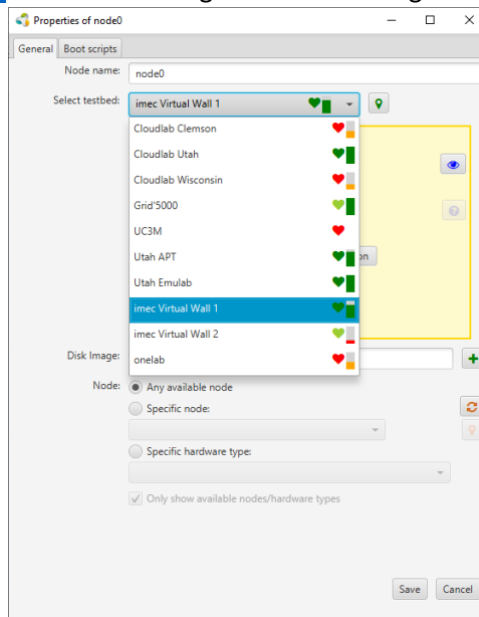 Properties of node0
General Boot scripts
Node name: node0
Select testbed: imec Virtual Wall 1
Cloudlab Clemson
Cloudlab Utah
Cloudlab Wisconsin
Grid'5000
UC3M
Utah APT
Utah Emulab
imec Virtual Wall 1
imec Virtual Wall 2
onelab
Disk Image:
Node: Any available node
Specific node:
Specific hardware type:
Only show available nodes/hardware types
Save Cancel